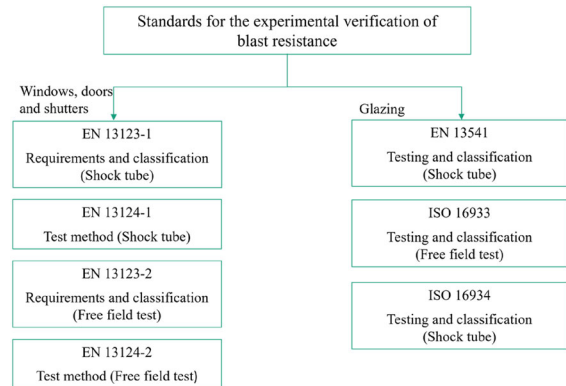 Standards for the experimental verification of
blast resistance
Windows, doors
and shutters
EN 13123-1
Requirements and classification
(Shock tube)
EN 13124-1
Test method (Shock tube)
EN 13123-2
Requirements and classification
(Free field test)
EN 13124-2
Test method (Free field test)
Glazing
EN 13541
Testing and classification
(Shock tube)
ISO 16933
Testing and classification
(Free field test)
ISO 16934
Testing and classification
(Shock tube)